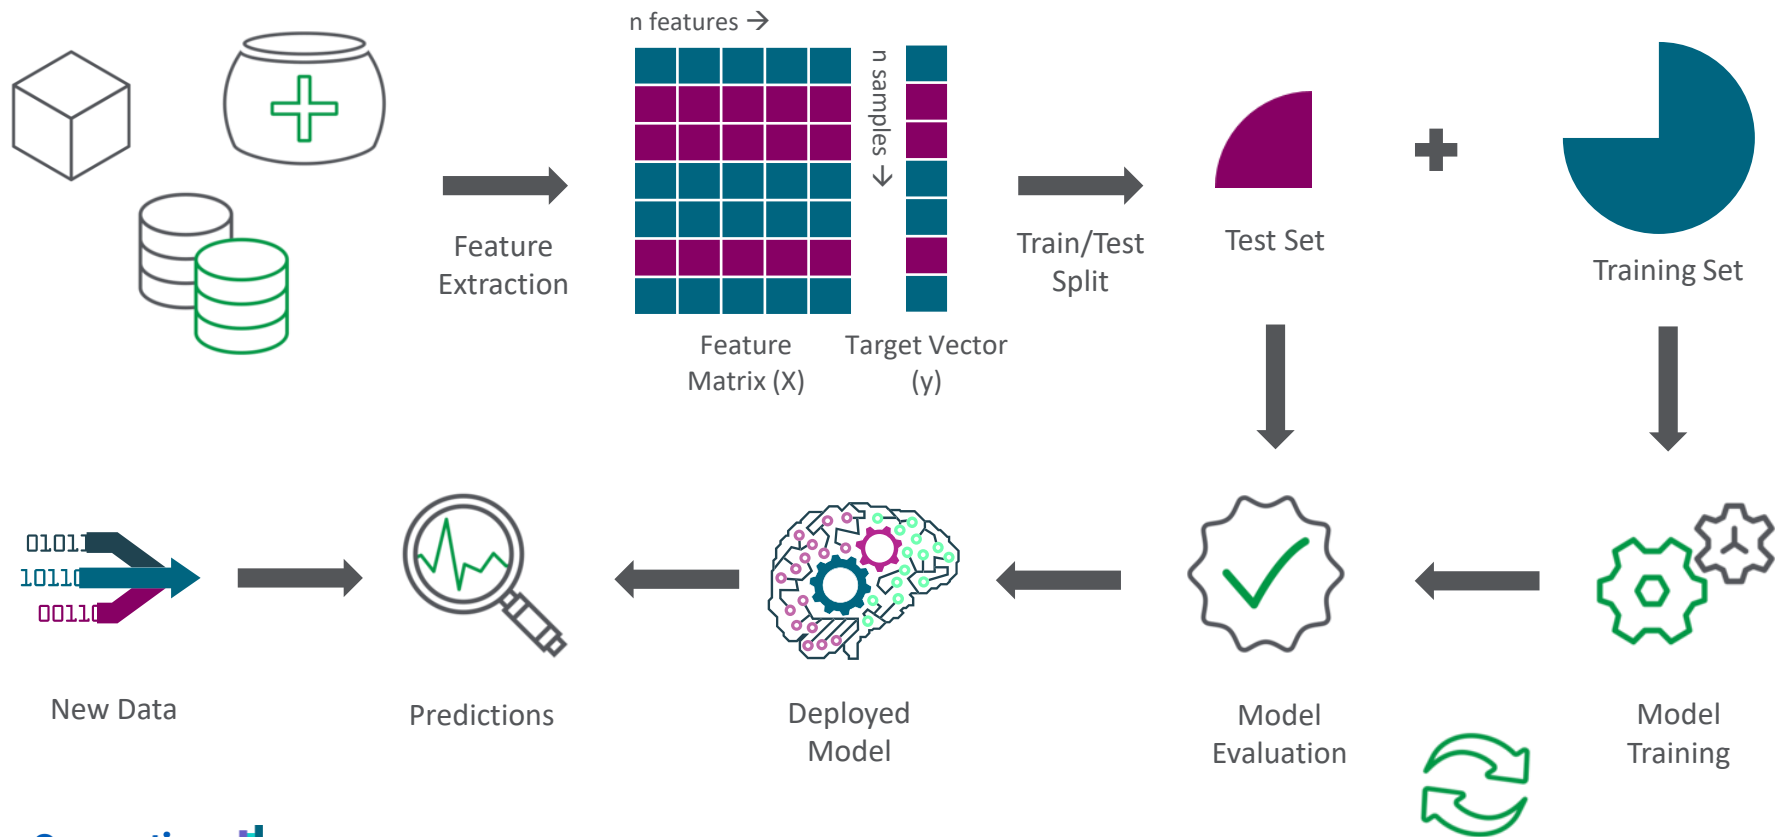 n features →
n samples →
Feature
Extraction
Feature
Matrix (X)
Target Vector
(y)
Train/Test
Split
Test Set
Training Set
01011
10110
00110
New Data
Predictions
Deployed
Model
Model
Evaluation
Model
Training